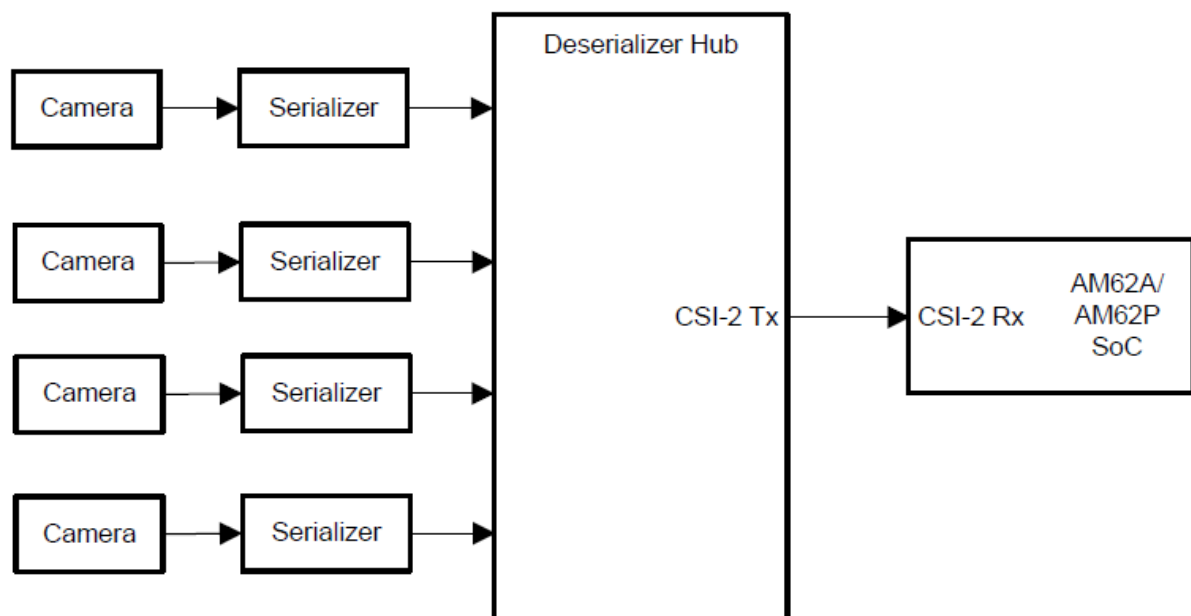 Deserializer Hub
Camera
Serializer
Camera
Serializer
CSI-2 Tx
CSI-2 Rx
AM62A/
AM62P
SoC
Camera
Serializer
Camera
Serializer